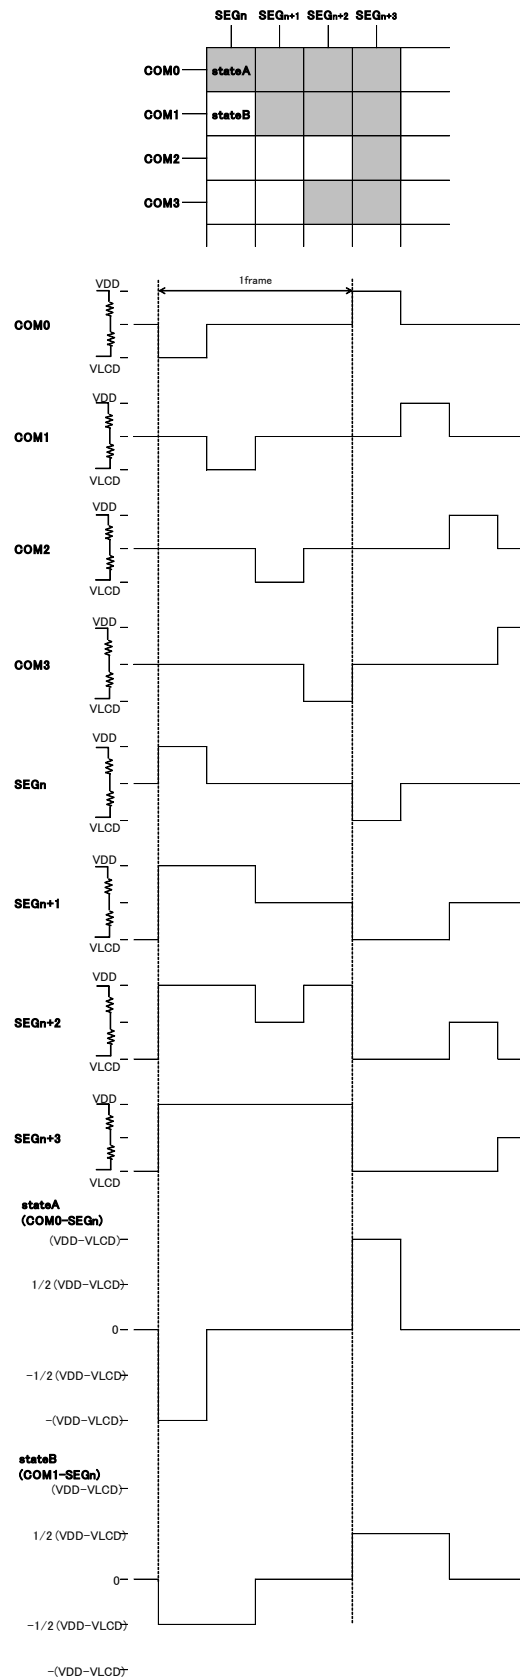 SEGn SEGn+1 SEGn+2 SEGn+3
COM0 stateA
COM1 stateB
COM2
COM3
1frame
VDD
COM0
VLCD
VDD
COM1
VLCD
VDD
COM2
VLCD
VDD
COM3
VLCD
VDD
SEGn
VLCD
VDD
SEGn+1
VLCD
VDD
SEGn+2
VLCD
VDD
SEGn+3
VLCD
stateA
(COM0-SEGn)
(VDD-VLCD)
1/2(VDD-VLCD)
0
-1/2(VDD-VLCD)
-(VDD-VLCD)
stateB
(COM1-SEGn)
(VDD-VLCD)
1/2(VDD-VLCD)
0
-1/2(VDD-VLCD)
-(VDD-VLCD)